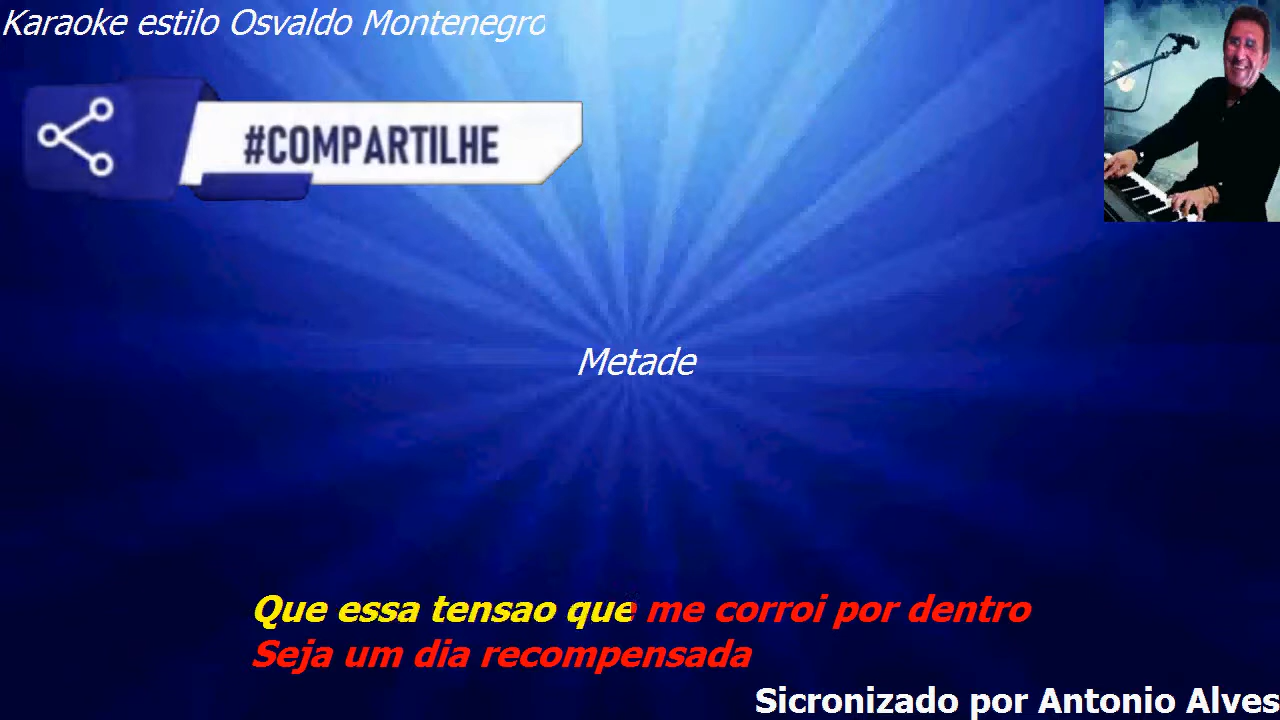 Karaoke estilo Osvaldo Montenegro
#COMPARTILHE
Metade
Que essa tensao que me corroi por dentro
Seja um dia recompensada
Sicronizado por Antonio Alves